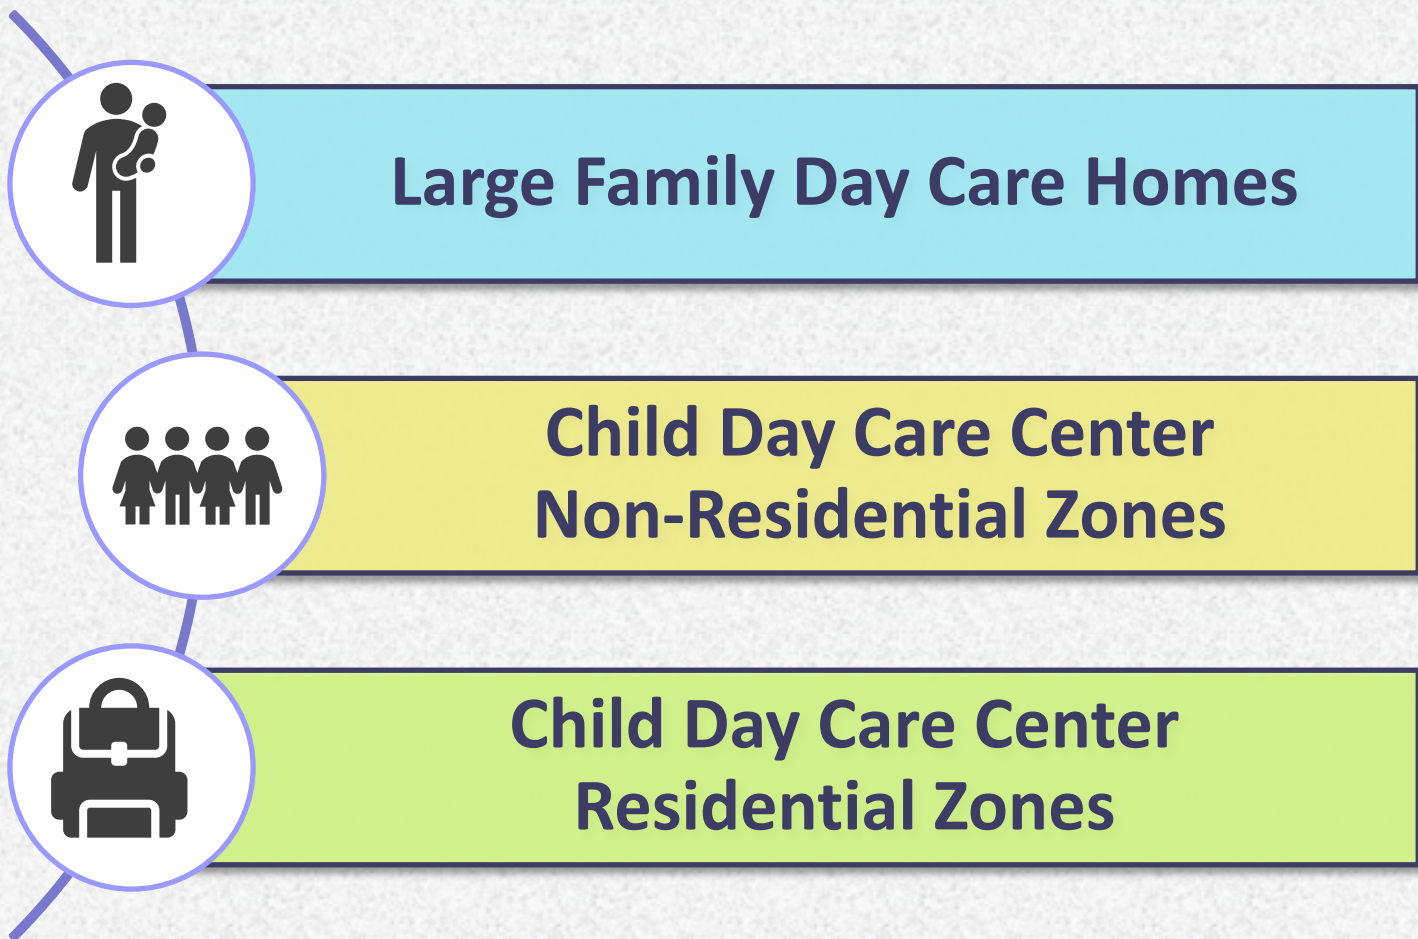 Large Family Day Care Homes
Child Day Care Center
Non-Residential Zones
Child Day Care Center
Residential Zones